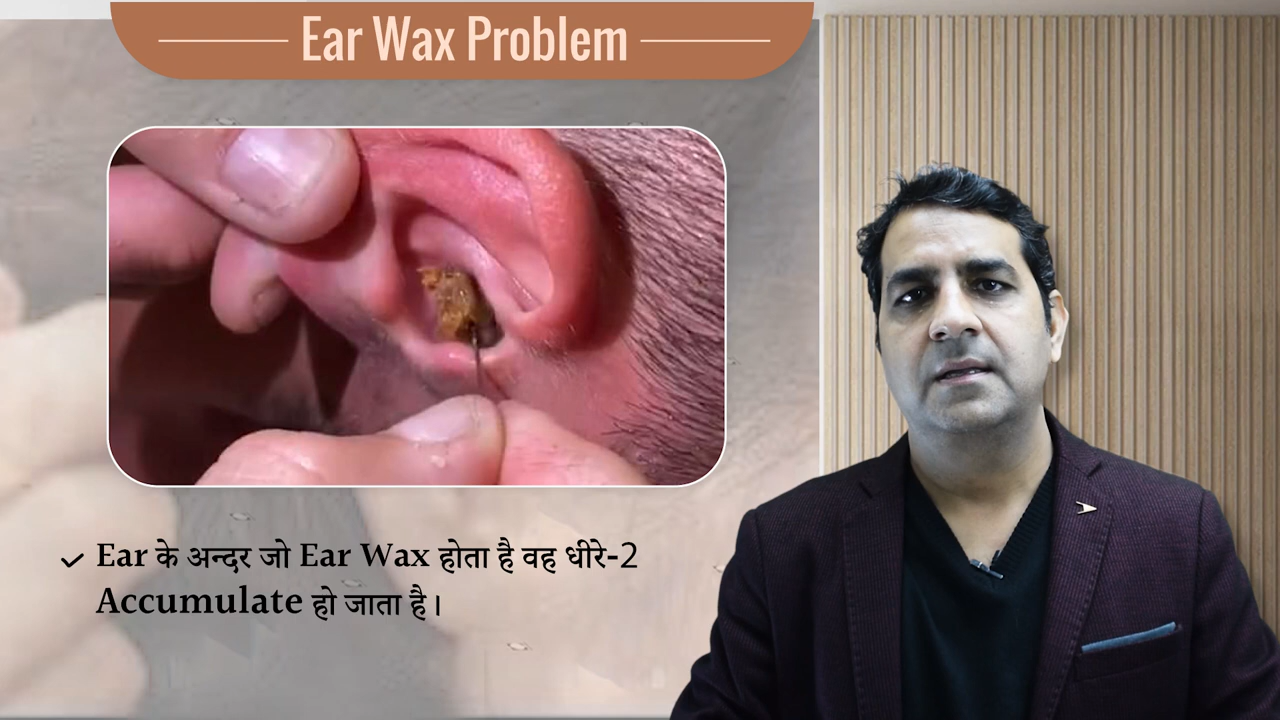 Ear Wax Problem
Ear के अन्दर जो Ear Wax होता है वह धीरे-2
Accumulate हो जाता है।